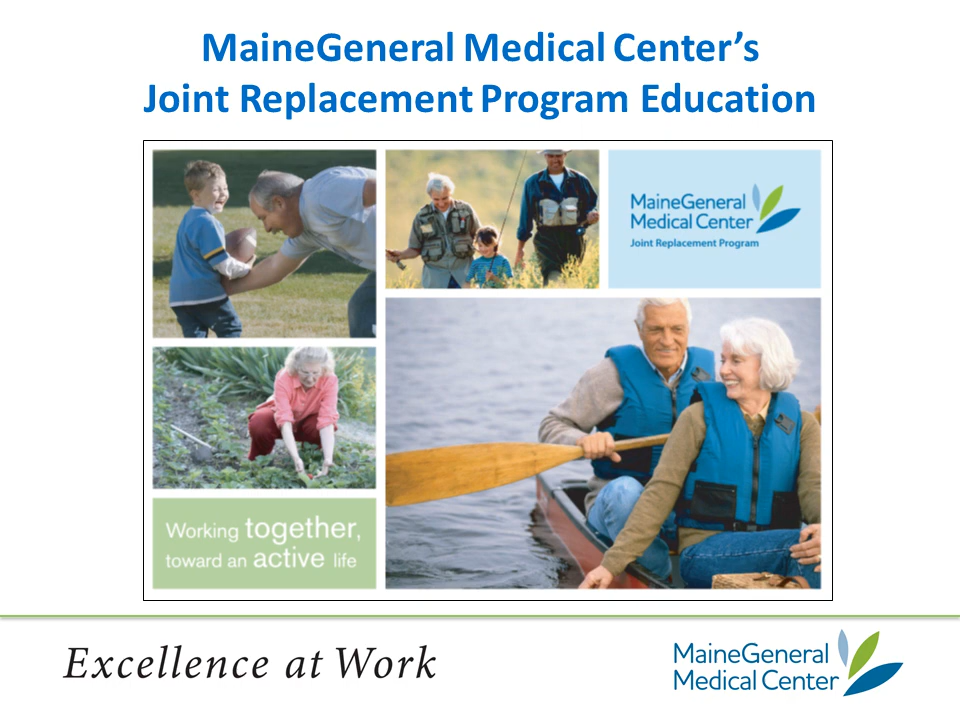 MaineGeneral Medical Center’s
Joint Replacement Program Education
MaineGeneral
Medical Center
Joint Replacement Program
Working together,
toward an active life
Excellence at Work
MaineGeneral
Medical Center